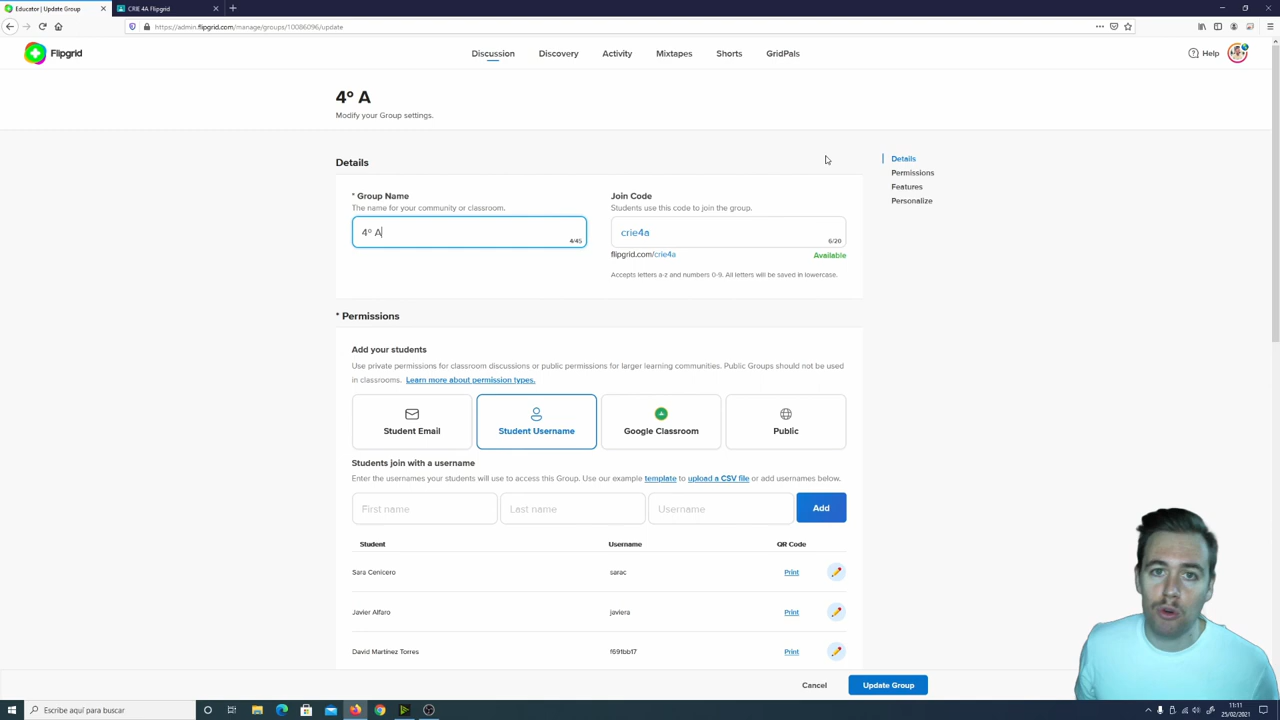 Educator | Update Group
CRIE 4A Flipgrid
https://admin.flipgrid.com/manage/groups/10086096/update
Flipgrid
Discussion
Discovery
Activity
Mixtapes
Shorts
GridPals
Help
4º A
Modify your Group settings.
Details
Permissions
Features
Personalize
Details
* Group Name
The name for your community or classroom.
4º A
4/45
Join Code
Students use this code to join the group.
crie4a
6/20
flipgrid.com/crie4a
Available
Accepts letters a-z and numbers 0-9. All letters will be saved in lowercase.
* Permissions
Add your students
Use private permissions for classroom discussions or public permissions for larger learning communities. Public Groups should not be used
in classrooms. Learn more about permission types.
Student Email
Student Username
Google Classroom
Public
Students join with a username
Enter the usernames your students will use to access this Group. Use our example template to upload a CSV file or add usernames below.
First name
Last name
Username
Add
Student
Username
QR Code
Sara Cenicero
sarac
Print
Javier Alfaro
javiera
Print
David Martínez Torres
f691bb17
Print
Cancel
Update Group
Escribe aquí para buscar
11:11
25/02/2021